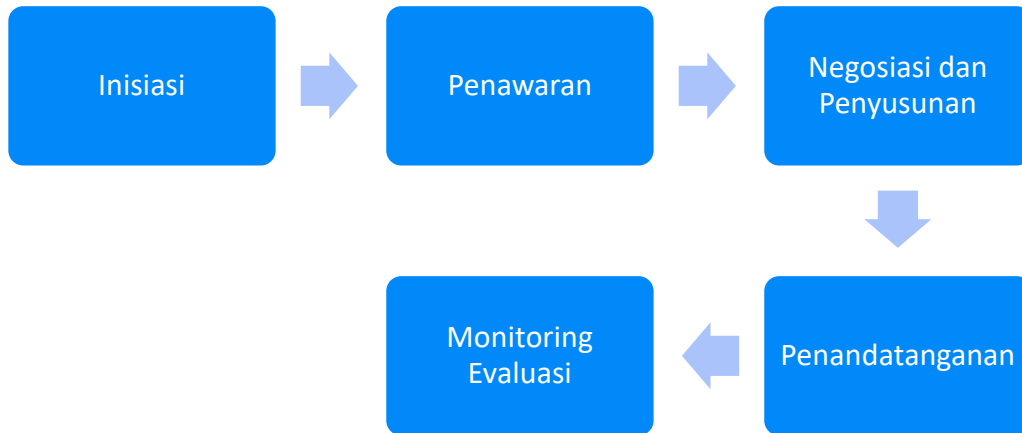 Inisiasi
Penawaran
Negosiasi dan
Penyusunan
Penandatanganan
Monitoring
Evaluasi